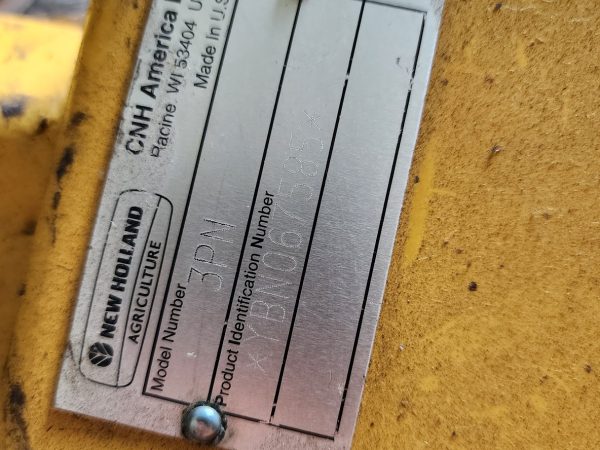 NEW HOLLAND
AGRICULTURE
CNH America
Racine WI 53404 U
Made In U.S
Model Number 3PN
Product Identification Number
*YBN067585*